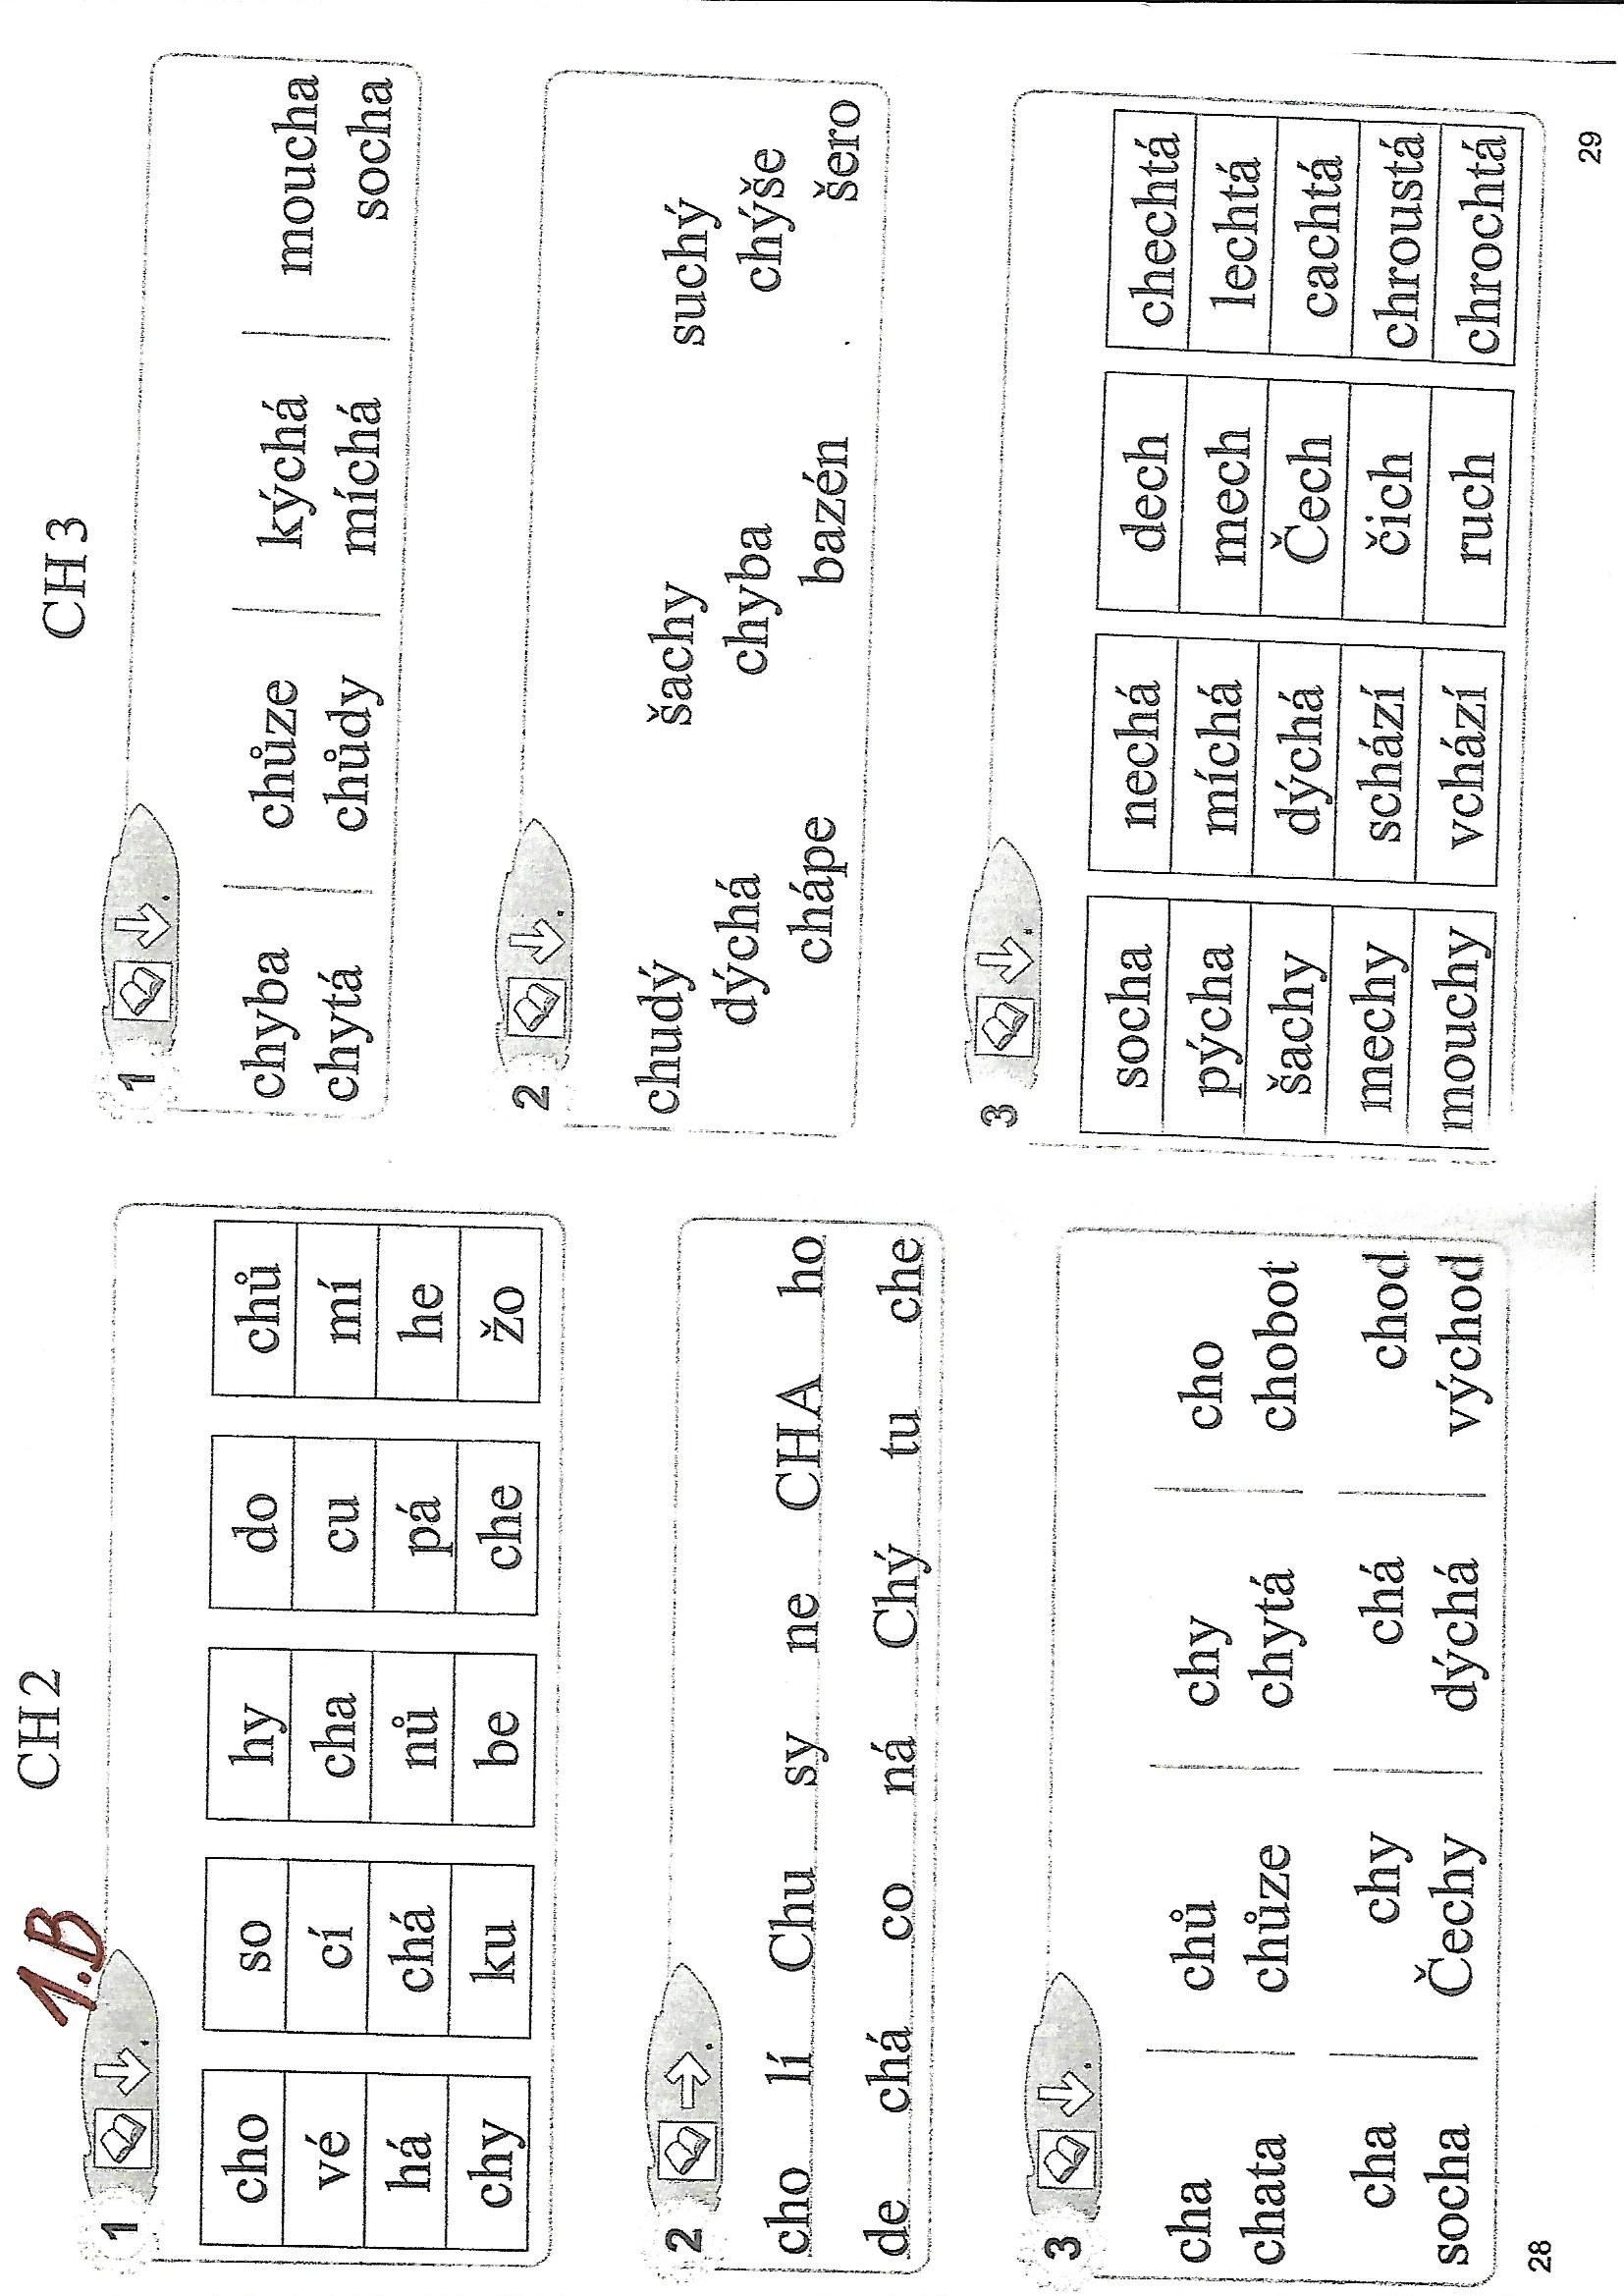 CH 2
1.B
1
cho so hy do chů
vé cí cha cu mí
há chá nů pá he
chy ku be che žo
2
cho lí Chu sy ne CHA ho
de chá co ná Chý tu che
3
cha chů chy cho
chata chůze chytá chobot
cha chy chá chod
socha Čechy dýchá východ
28
CH 3
1
chyba chůze kýchá moucha
chytá chůdy míchá socha
2
chudý šachy suchý
dýchá chyba chýše
chápe bazén šero
3
socha nechá dech chechtá
pýcha míchá mech lechtá
šachy dýchá Čech cachtá
mechy schází čich chroustá
mouchy vchází ruch chrochtá
29